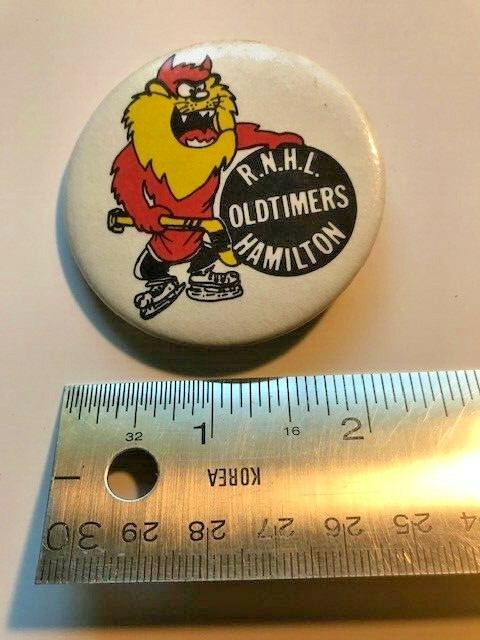 R.N.H.L.
OLDTIMERS
HAMILTON
32 1 16 2
KOREA
30 29 28 27 26 25 24